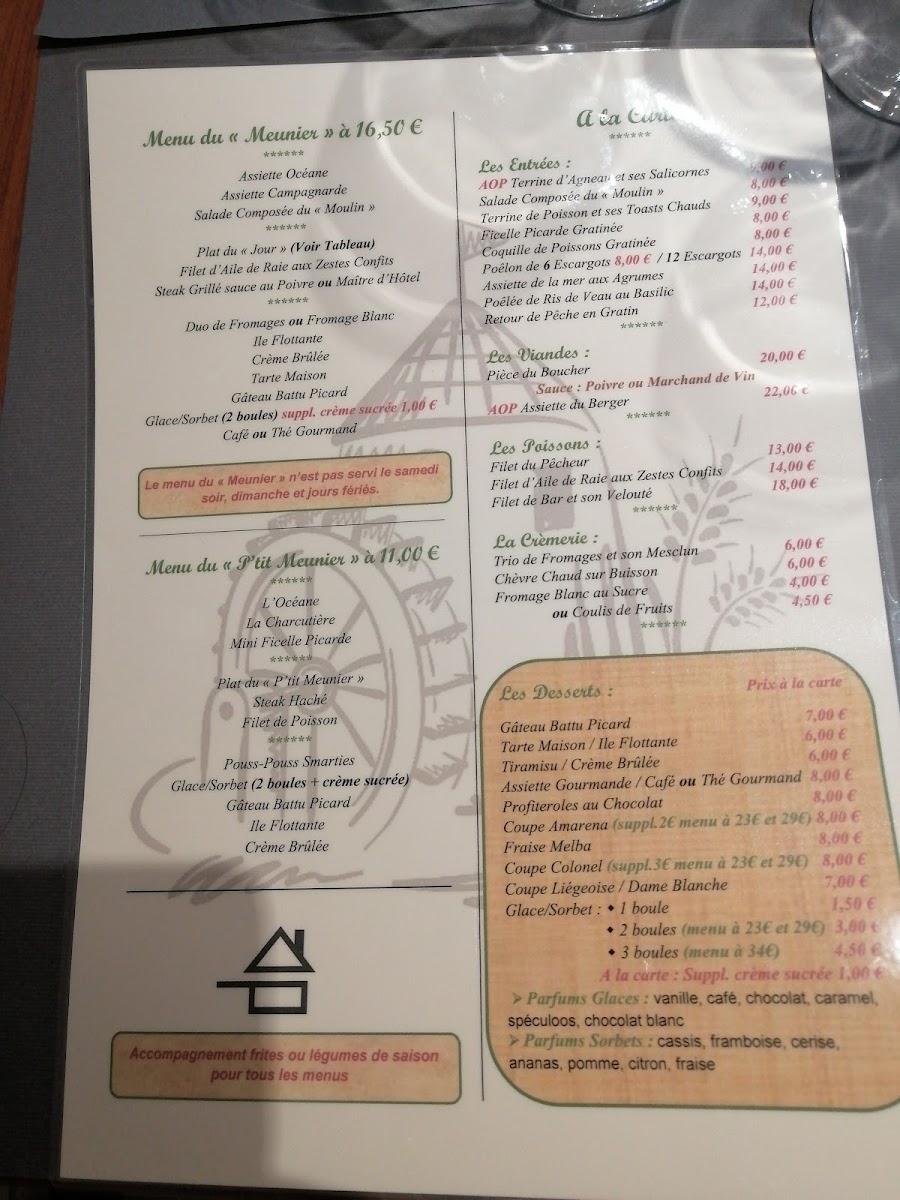 Menu du « Meunier » à 16,50 €
******
Assiette Océane
Assiette Campagnarde
Salade Composée du « Moulin »
******
Plat du « Jour » (Voir Tableau)
Filet d'Aile de Raie aux Zestes Confits
Steak Grillé sauce au Poivre ou Maître d'Hôtel
******
Duo de Fromages ou Fromage Blanc
Ile Flottante
Crème Brûlée
Tarte Maison
Gâteau Battu Picard
Glace/Sorbet (2 boules) suppl. crème sucrée 1,00 €
Café ou Thé Gourmand
Le menu du « Meunier » n'est pas servi le samedi
soir, dimanche et jours fériés.
Menu du « P'tit Meunier » à 11,00 €
******
L'Océane
La Charcutière
Mini Ficelle Picarde
******
Plat du « P'tit Meunier »
Steak Haché
Filet de Poisson
******
Pouss-Pouss Smarties
Glace/Sorbet (2 boules + crème sucrée)
Gâteau Battu Picard
Ile Flottante
Crème Brûlée
Accompagnement frites ou légumes de saison
pour tous les menus
A la Carte
******
Les Entrées :
AOP Terrine d'Agneau et ses Salicornes 9,00 €
Salade Composée du « Moulin » 8,00 €
Terrine de Poisson et ses Toasts Chauds 9,00 €
Ficelle Picarde Gratinée 8,00 €
Coquille de Poissons Gratinée 8,00 €
Poêlon de 6 Escargots 8,00 € / 12 Escargots 14,00 €
Assiette de la mer aux Agrumes 14,00 €
Poêlée de Ris de Veau au Basilic 14,00 €
Retour de Pêche en Gratin 12,00 €
******
Les Viandes :
Pièce du Boucher 20,00 €
Sauce : Poivre ou Marchand de Vin
AOP Assiette du Berger 22,00 €
******
Les Poissons :
Filet du Pêcheur 13,00 €
Filet d'Aile de Raie aux Zestes Confits 14,00 €
Filet de Bar et son Velouté 18,00 €
******
La Crèmerie :
Trio de Fromages et son Mesclun 6,00 €
Chèvre Chaud sur Buisson 6,00 €
Fromage Blanc au Sucre 4,00 €
ou Coulis de Fruits 4,50 €
******
Les Desserts : Prix à la carte
Gâteau Battu Picard 7,00 €
Tarte Maison / Ile Flottante 6,00 €
Tiramisu / Crème Brûlée 6,00 €
Assiette Gourmande / Café ou Thé Gourmand 8,00 €
Profiteroles au Chocolat 8,00 €
Coupe Amarena (suppl.2€ menu à 23€ et 29€) 8,00 €
Fraise Melba 8,00 €
Coupe Colonel (suppl.3€ menu à 23€ et 29€) 8,00 €
Coupe Liégeoise / Dame Blanche 7,00 €
Glace/Sorbet : ◆ 1 boule 1,50 €
◆ 2 boules (menu à 23€ et 29€) 3,00 €
◆ 3 boules (menu à 34€) 4,50 €
A la carte : Suppl. crème sucrée 1,00 €
➢ Parfums Glaces : vanille, café, chocolat, caramel,
spéculoos, chocolat blanc
➢ Parfums Sorbets : cassis, framboise, cerise,
ananas, pomme, citron, fraise